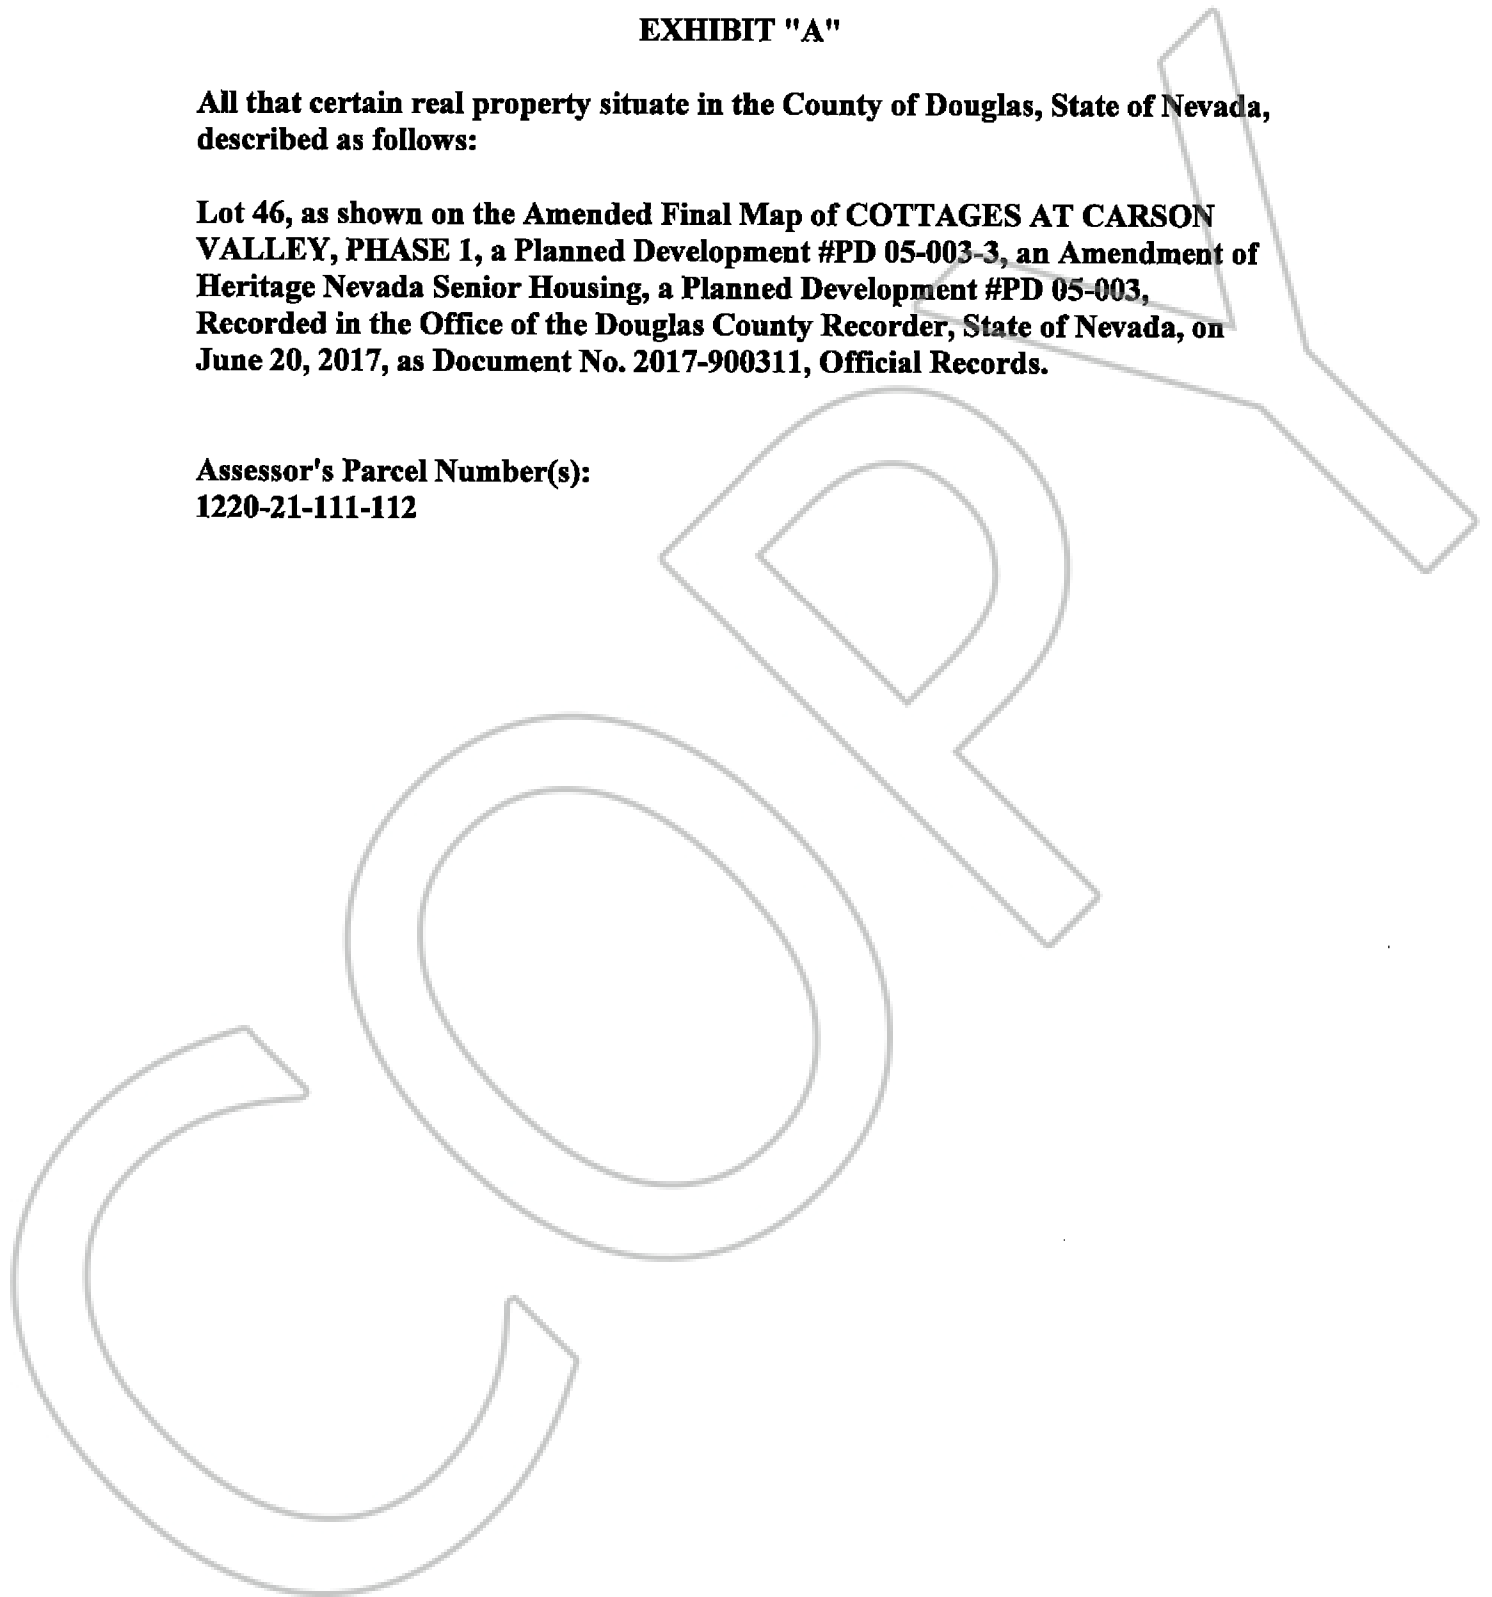 EXHIBIT "A"
All that certain real property situate in the County of Douglas, State of Nevada,
described as follows:
Lot 46, as shown on the Amended Final Map of COTTAGES AT CARSON
VALLEY, PHASE 1, a Planned Development #PD 05-003-3, an Amendment of
Heritage Nevada Senior Housing, a Planned Development #PD 05-003,
Recorded in the Office of the Douglas County Recorder, State of Nevada, on
June 20, 2017, as Document No. 2017-900311, Official Records.
Assessor's Parcel Number(s):
1220-21-111-112
COPY